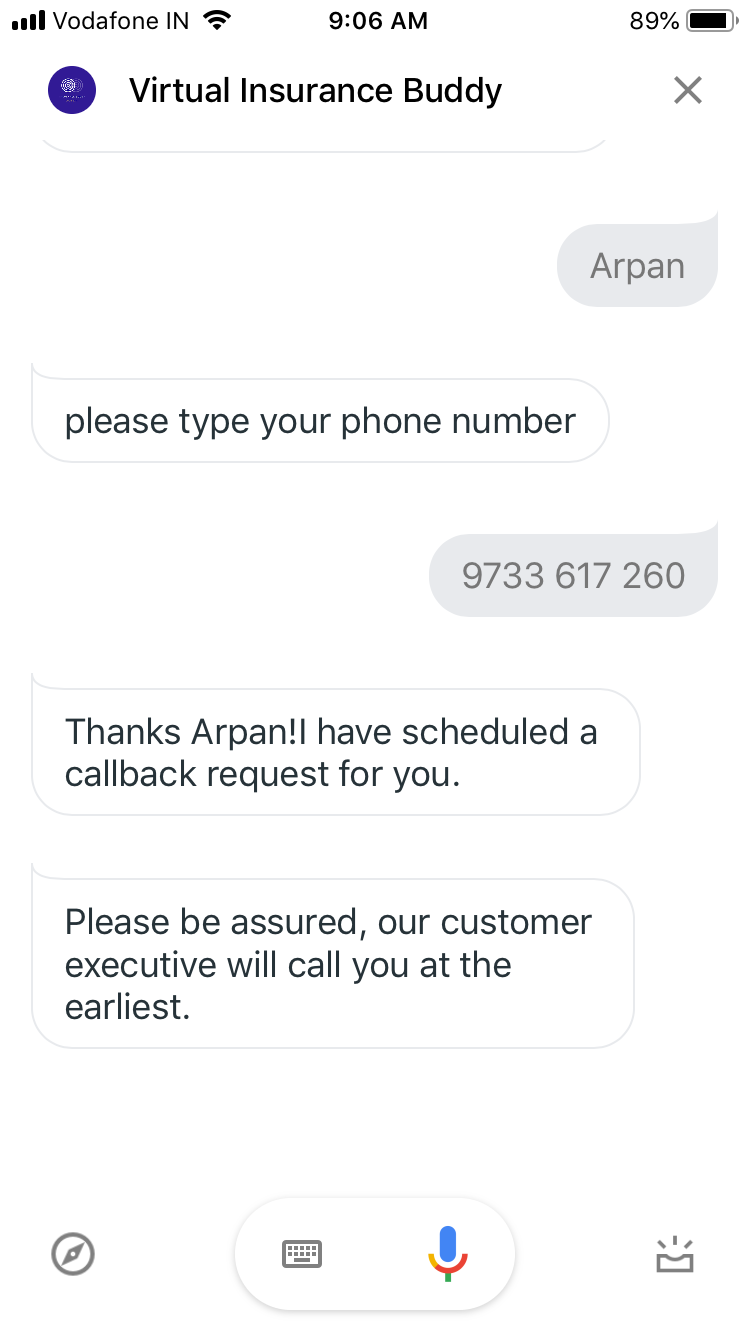 Vodafone IN 9:06 AM 89%
Virtual Insurance Buddy
Arpan
please type your phone number
9733 617 260
Thanks Arpan!I have scheduled a
callback request for you.
Please be assured, our customer
executive will call you at the
earliest.